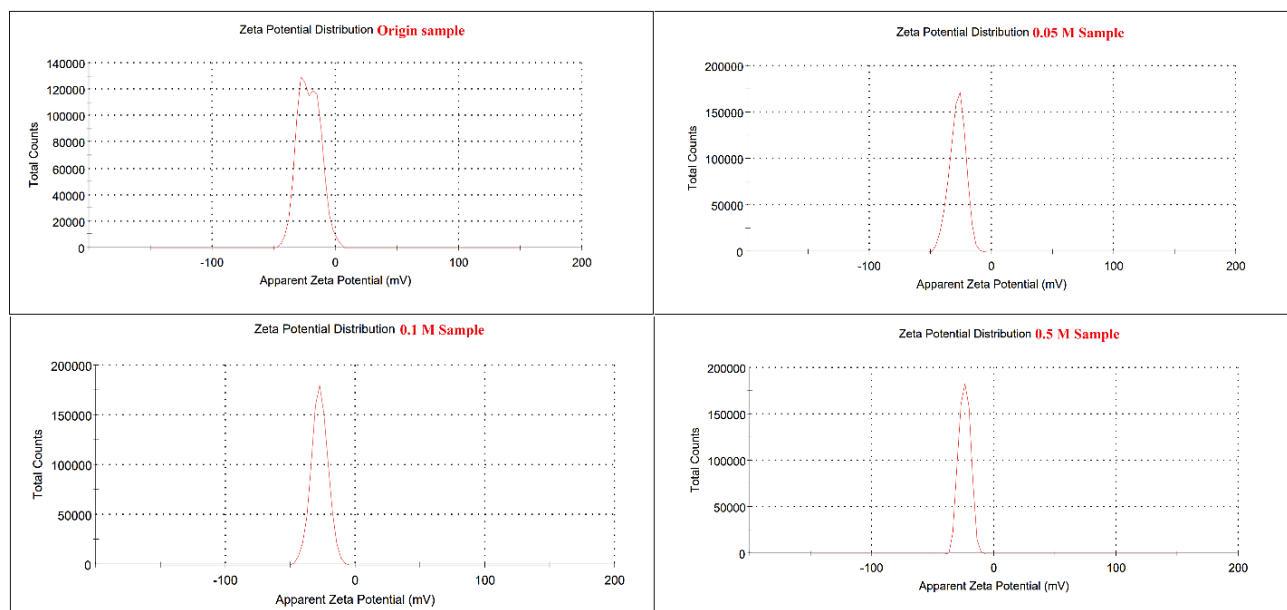 Zeta Potential Distribution Origin sample
140000
120000
100000
80000
60000
40000
20000
0
Total Counts
-100 0 100 200
Apparent Zeta Potential (mV)
Zeta Potential Distribution 0.05 M Sample
200000
150000
100000
50000
0
Total Counts
-100 0 100 200
Apparent Zeta Potential (mV)
Zeta Potential Distribution 0.1 M Sample
200000
150000
100000
50000
0
Total Counts
-100 0 100 200
Apparent Zeta Potential (mV)
Zeta Potential Distribution 0.5 M Sample
200000
150000
100000
50000
0
Total Counts
-100 0 100 200
Apparent Zeta Potential (mV)